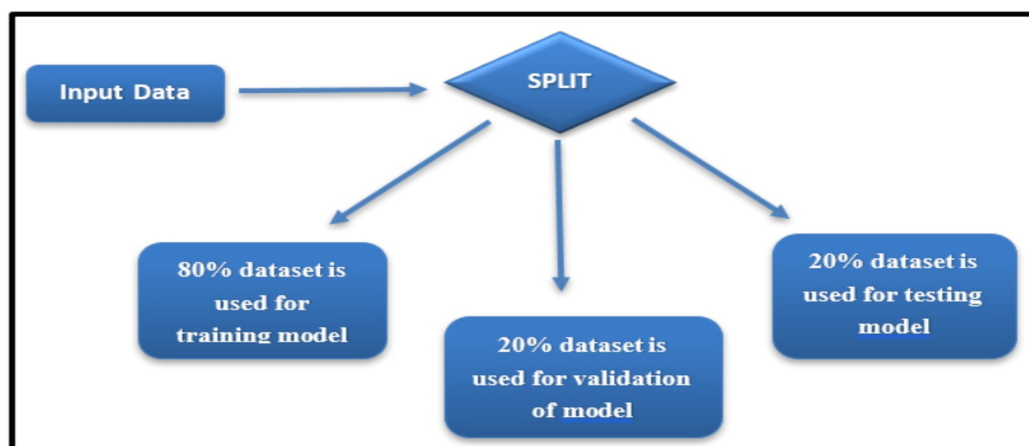 Input Data
SPLIT
80% dataset is
used for
training model
20% dataset is
used for validation
of model
20% dataset is
used for testing
model